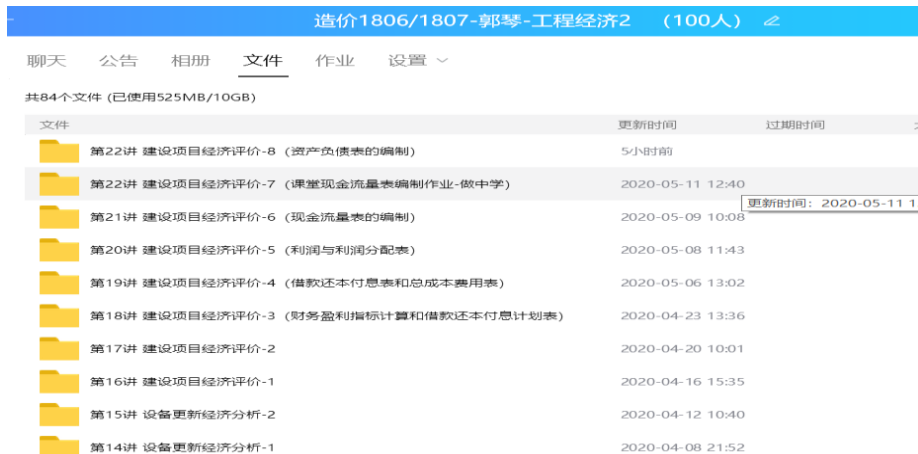 造价1806/1807-郭琴-工程经济2 (100人)
聊天 公告 相册 文件 作业 设置
共84个文件 (已使用525MB/10GB)
文件 更新时间 过期时间
第22讲 建设项目经济评价-8 (资产负债表的编制) 5小时前
第22讲 建设项目经济评价-7 (课堂现金流量表编制作业-做中学) 2020-05-11 12:40
更新时间: 2020-05-11 1
第21讲 建设项目经济评价-6 (现金流量表的编制) 2020-05-09 10:08
第20讲 建设项目经济评价-5 (利润与利润分配表) 2020-05-08 11:43
第19讲 建设项目经济评价-4 (借款还本付息表和总成本费用表) 2020-05-06 13:02
第18讲 建设项目经济评价-3 (财务盈利指标计算和借款还本付息计划表) 2020-04-23 13:36
第17讲 建设项目经济评价-2 2020-04-20 10:01
第16讲 建设项目经济评价-1 2020-04-16 15:35
第15讲 设备更新经济分析-2 2020-04-12 10:40
第14讲 设备更新经济分析-1 2020-04-08 21:52